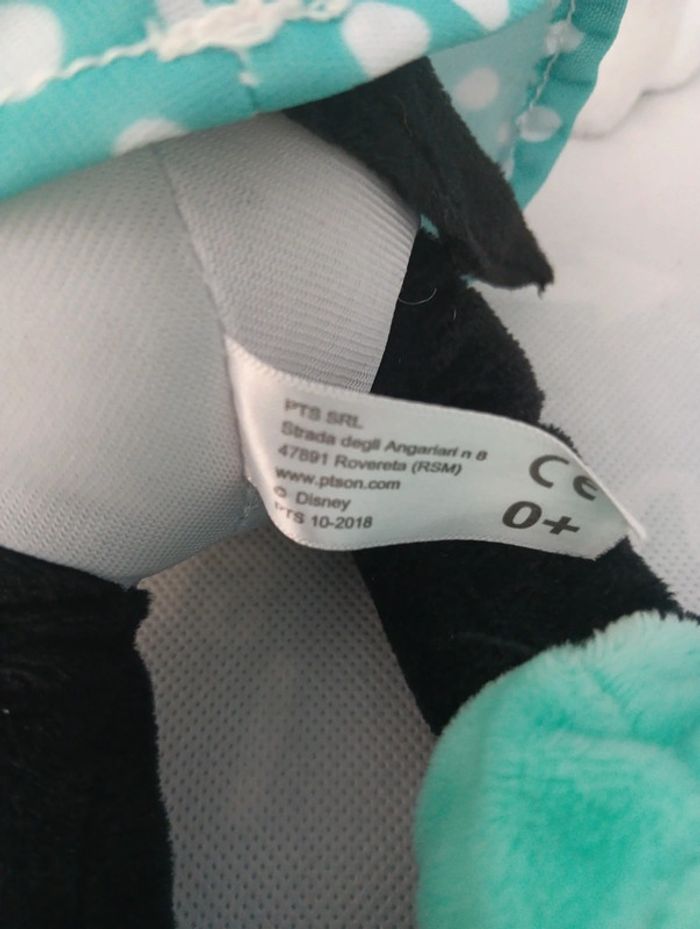 PTS SRL
Strada degli Angariari n 8
47891 Rovereta (RSM)
www.ptson.com
© Disney
PTS 10-2018
CE
0+